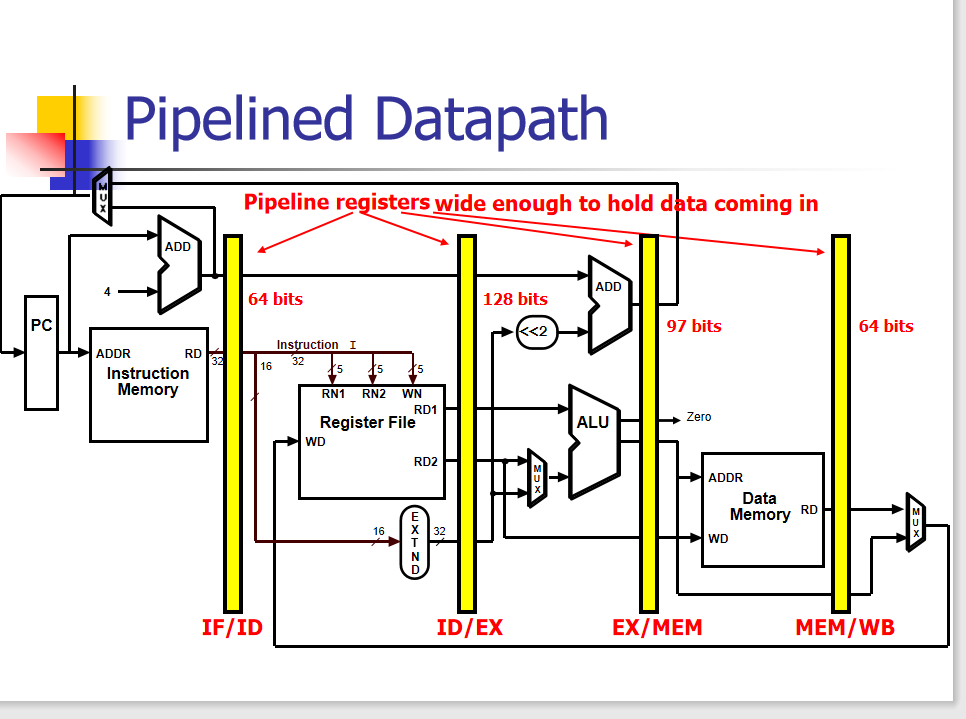 Pipelined Datapath
Pipeline registers wide enough to hold data coming in
MUX
ADD
4
PC
ADDR
RD
Instruction
Memory
32
64 bits
16
Instruction I
32
5
5
5
RN1
RN2
WN
RD1
Register File
WD
RD2
16
EXTND
32
128 bits
<<2
ADD
MUX
ALU
Zero
97 bits
ADDR
Data
Memory
RD
WD
64 bits
MUX
IF/ID
ID/EX
EX/MEM
MEM/WB